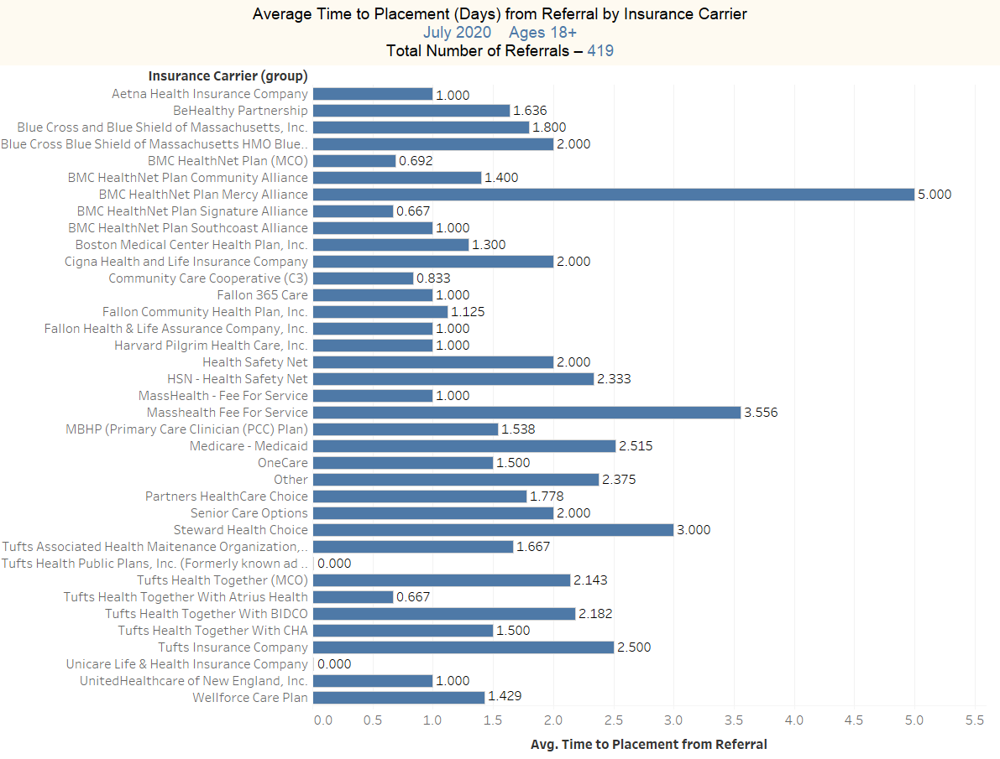 Average Time to Placement (Days) from Referral by Insurance Carrier
July 2020 Ages 18+
Total Number of Referrals – 419
Insurance Carrier (group)
Aetna Health Insurance Company 1.000
BeHealthy Partnership 1.636
Blue Cross and Blue Shield of Massachusetts, Inc. 1.800
Blue Cross Blue Shield of Massachusetts HMO Blue.. 2.000
BMC HealthNet Plan (MCO) 0.692
BMC HealthNet Plan Community Alliance 1.400
BMC HealthNet Plan Mercy Alliance 5.000
BMC HealthNet Plan Signature Alliance 0.667
BMC HealthNet Plan Southcoast Alliance 1.000
Boston Medical Center Health Plan, Inc. 1.300
Cigna Health and Life Insurance Company 2.000
Community Care Cooperative (C3) 0.833
Fallon 365 Care 1.000
Fallon Community Health Plan, Inc. 1.125
Fallon Health & Life Assurance Company, Inc. 1.000
Harvard Pilgrim Health Care, Inc. 1.000
Health Safety Net 2.000
HSN - Health Safety Net 2.333
MassHealth - Fee For Service 1.000
Masshealth Fee For Service 3.556
MBHP (Primary Care Clinician (PCC) Plan) 1.538
Medicare - Medicaid 2.515
OneCare 1.500
Other 2.375
Partners HealthCare Choice 1.778
Senior Care Options 2.000
Steward Health Choice 3.000
Tufts Associated Health Maitenance Organization,.. 1.667
Tufts Health Public Plans, Inc. (Formerly known ad .. 0.000
Tufts Health Together (MCO) 2.143
Tufts Health Together With Atrius Health 0.667
Tufts Health Together With BIDCO 2.182
Tufts Health Together With CHA 1.500
Tufts Insurance Company 2.500
Unicare Life & Health Insurance Company 0.000
UnitedHealthcare of New England, Inc. 1.000
Wellforce Care Plan 1.429
0.0 0.5 1.0 1.5 2.0 2.5 3.0 3.5 4.0 4.5 5.0 5.5
Avg. Time to Placement from Referral